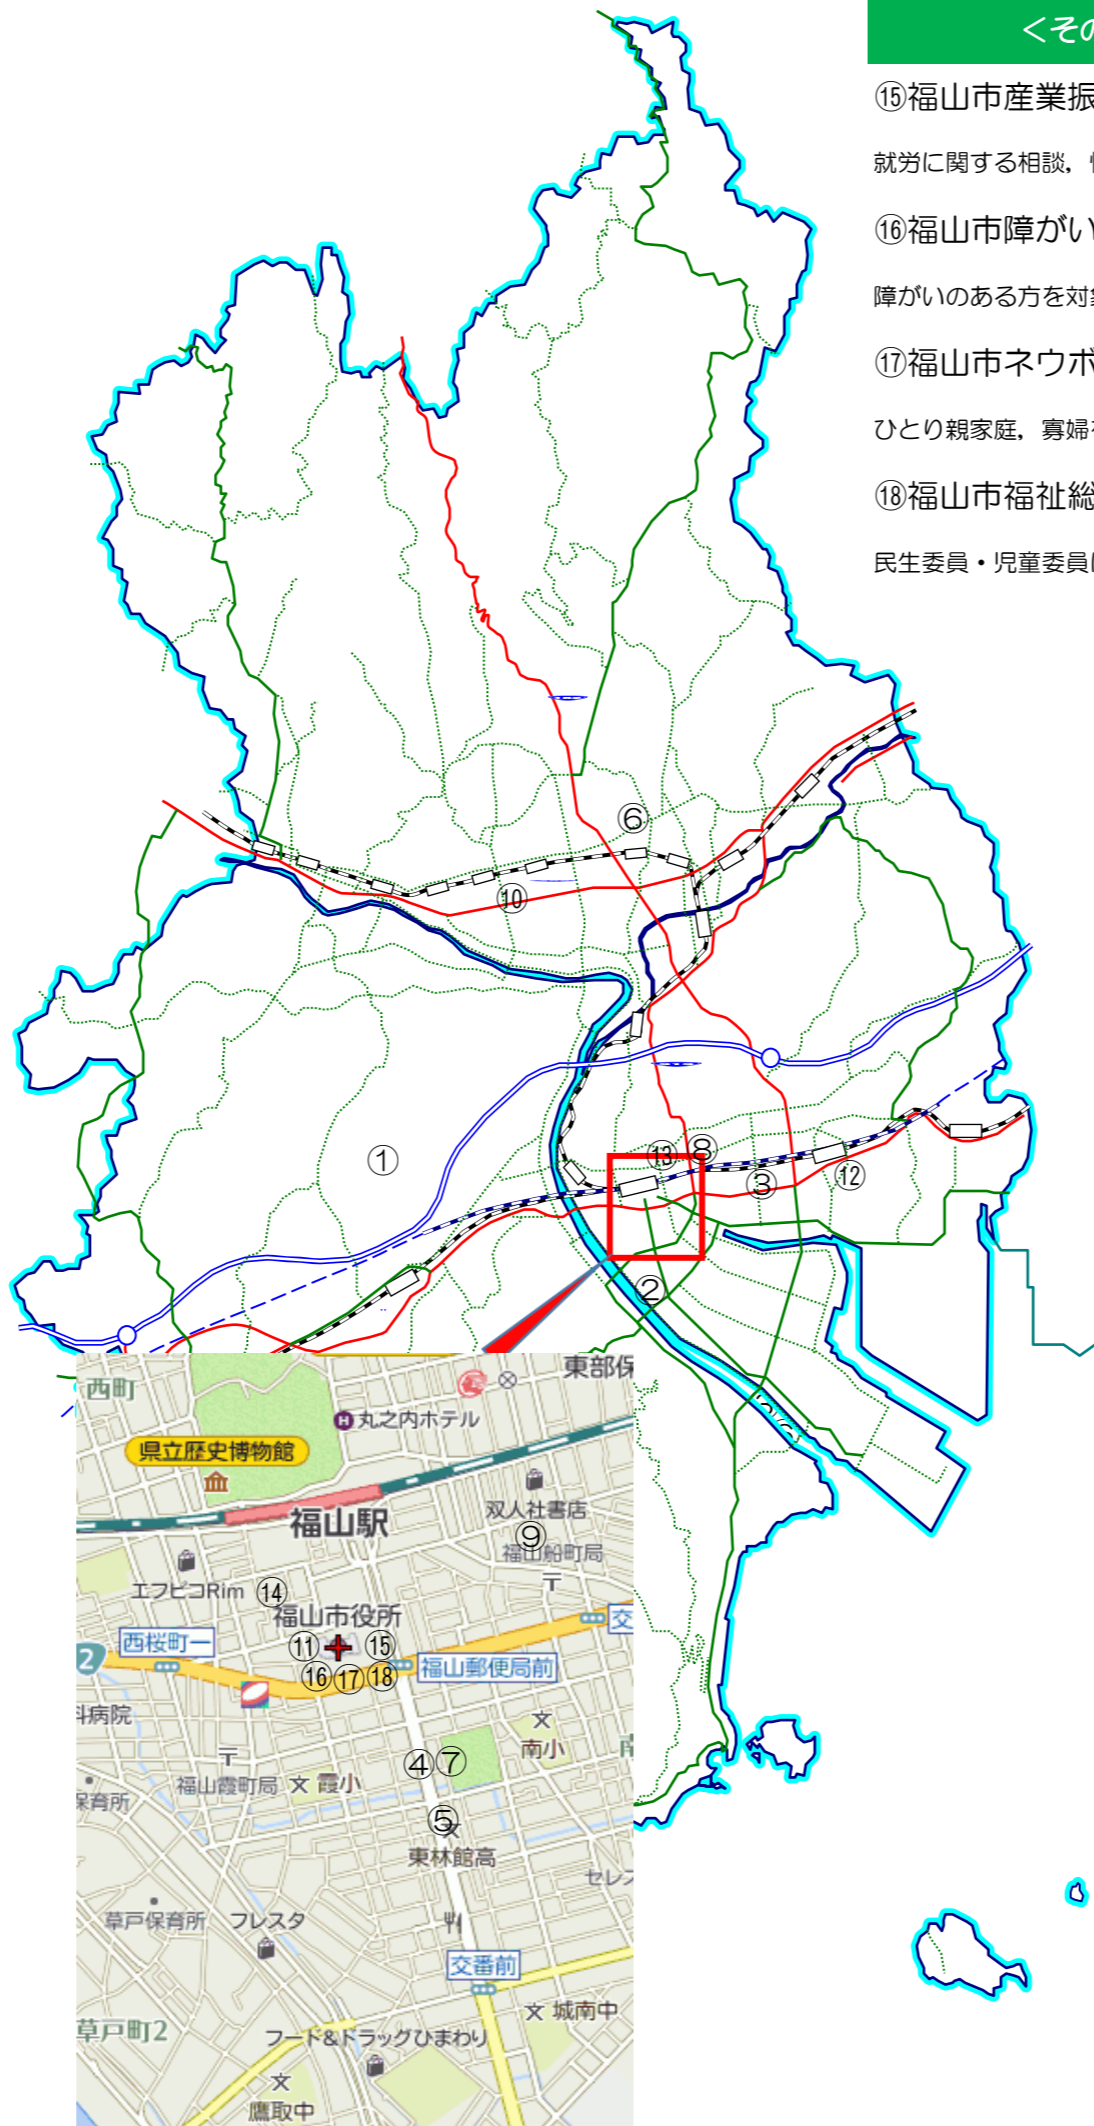 <その
⑮福山市産業振
就労に関する相談，
⑯福山市障がい
障がいのある方を対
⑰福山市ネウボ
ひとり親家庭，寡婦
⑱福山市福祉総
民生委員・児童委員
⑥
⑩
①
⑬
⑧
③
⑫
②
西町
東部保
丸之内ホテル
県立歴史博物館
福山駅
双人社書店
⑨
福山船町局
エフピコRim
⑭
福山市役所
⑪
⑮
西桜町一
交
2
⑯
⑰
⑱
福山郵便局前
病院
南小
④
⑦
福山霞町局
霞小
保育所
⑤
東林館高
セレス
草戸保育所
フレスタ
交番前
城南中
草戸町2
フード&ドラッグひまわり
鷹取中